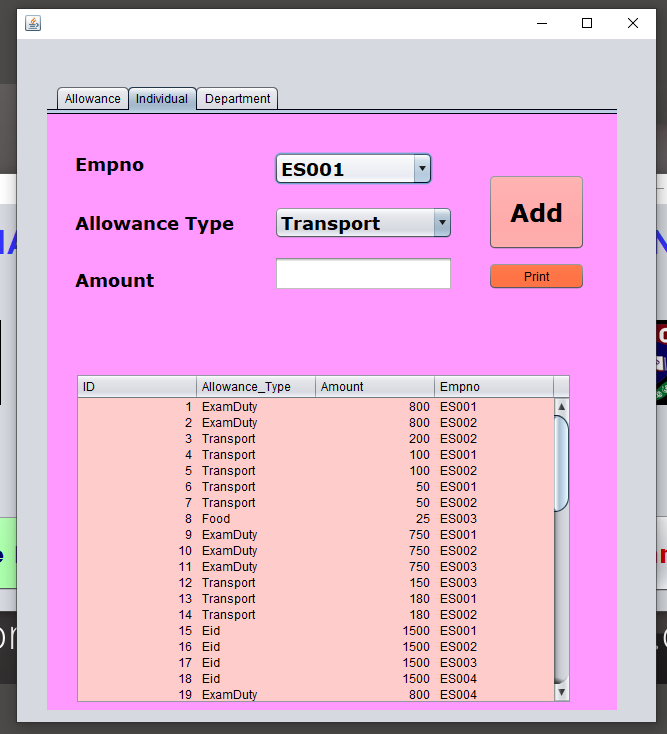 Allowance Individual Department
Empno ES001
Add
Allowance Type Transport
Amount
Print
ID Allowance_Type Amount Empno
1 ExamDuty 800 ES001
2 ExamDuty 800 ES002
3 Transport 200 ES002
4 Transport 100 ES001
5 Transport 100 ES002
6 Transport 50 ES001
7 Transport 50 ES002
8 Food 25 ES003
9 ExamDuty 750 ES001
10 ExamDuty 750 ES002
11 ExamDuty 750 ES003
12 Transport 150 ES003
13 Transport 180 ES001
14 Transport 180 ES002
15 Eid 1500 ES001
16 Eid 1500 ES002
17 Eid 1500 ES003
18 Eid 1500 ES004
19 ExamDuty 800 ES004